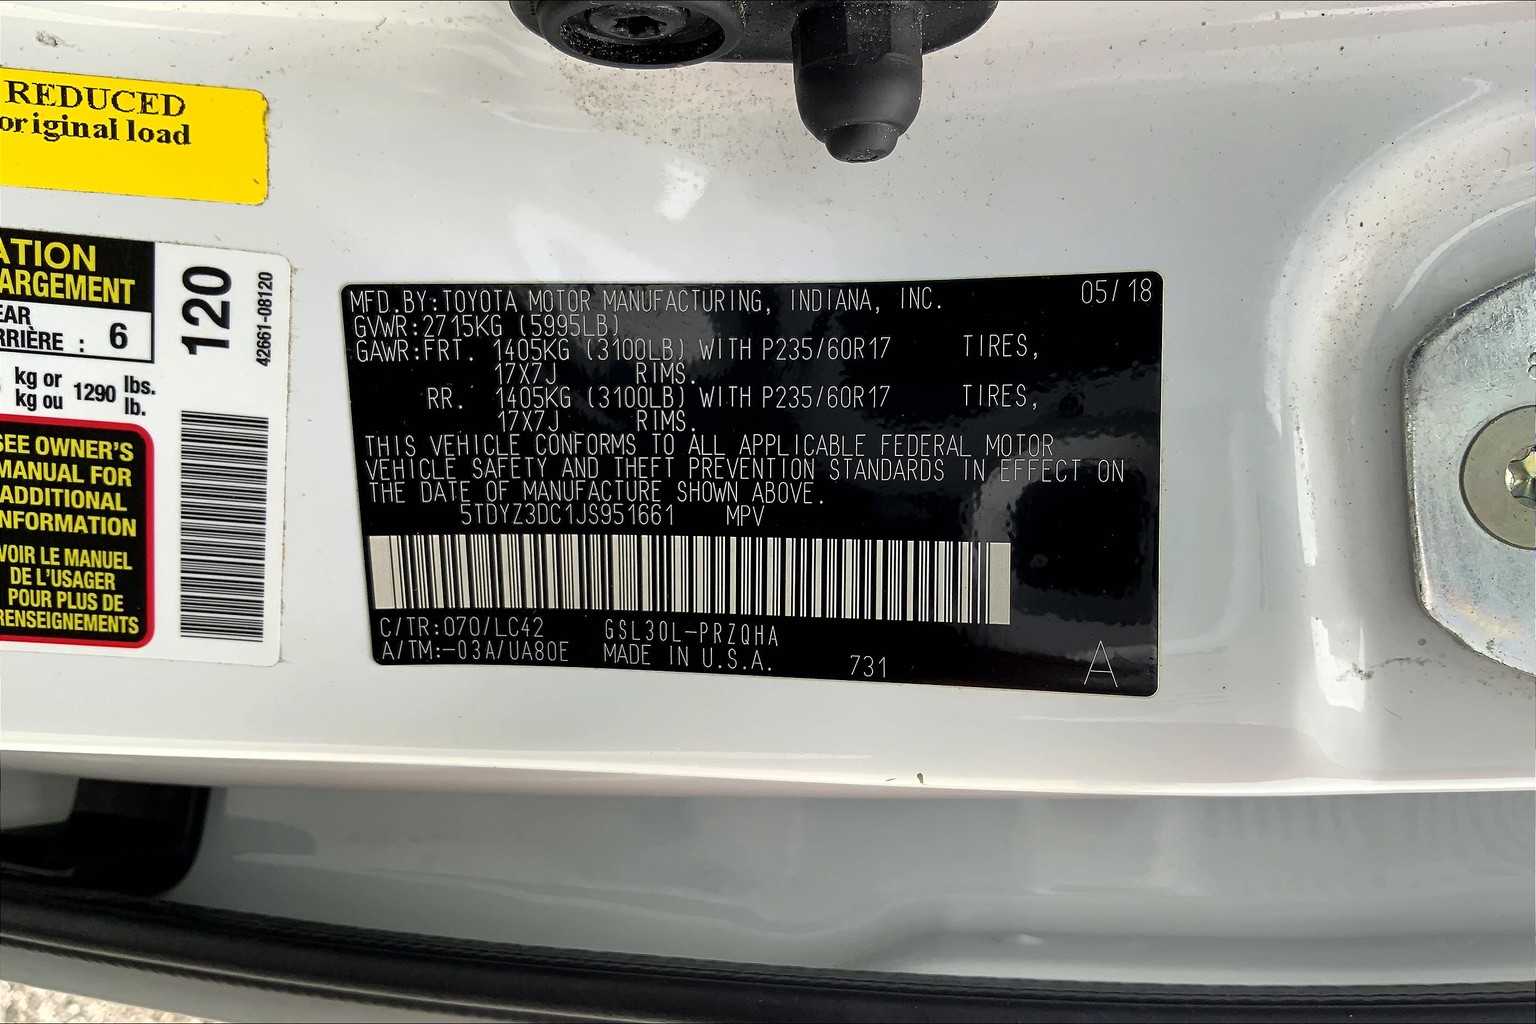 REDUCED
original load
ATION
ARGEMENT
EAR
RRIÈRE : 6
kg or
kg ou 1290 lbs.
lb.
SEE OWNER'S
MANUAL FOR
ADDITIONAL
INFORMATION
VOIR LE MANUEL
DE L'USAGER
POUR PLUS DE
RENSEIGNEMENTS
120
42661-08120
MFD.BY:TOYOTA MOTOR MANUFACTURING, INDIANA, INC. 05/18
GVWR:2715KG (5995LB)
GAWR:FRT. 1405KG (3100LB) WITH P235/60R17 TIRES,
17X7J RIMS.
RR. 1405KG (3100LB) WITH P235/60R17 TIRES,
17X7J RIMS.
THIS VEHICLE CONFORMS TO ALL APPLICABLE FEDERAL MOTOR
VEHICLE SAFETY AND THEFT PREVENTION STANDARDS IN EFFECT ON
THE DATE OF MANUFACTURE SHOWN ABOVE.
5TDYZ3DC1JS951661 MPV
C/TR:070/LC42 GSL30L-PRZQHA
A/TM:-03A/UA80E MADE IN U.S.A. 731 A